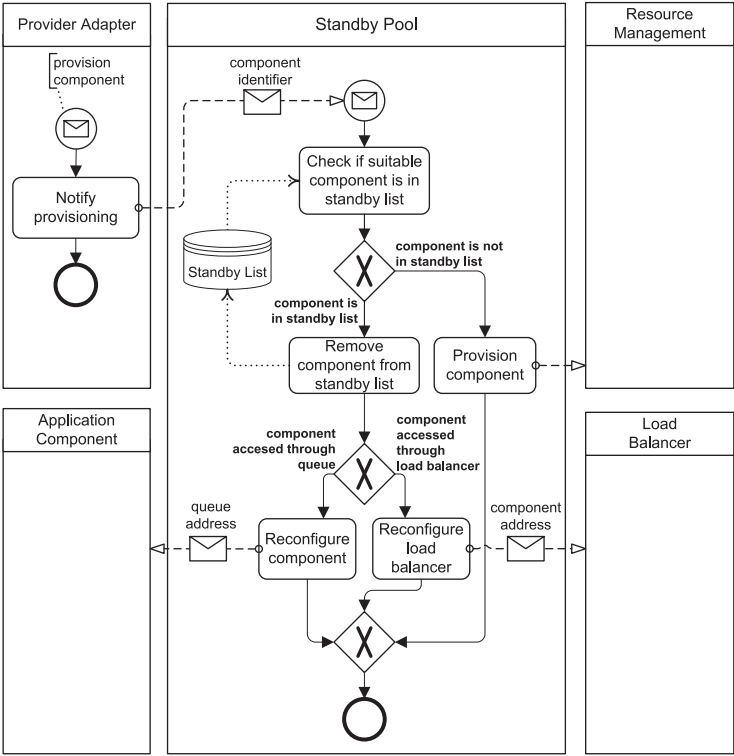 Provider Adapter
provision
component
Notify
provisioning
Standby Pool
component
identifier
Check if suitable
component is in
standby list
Standby List
component is not
in standby list
component is
in standby list
Remove
component from
standby list
Provision
component
component
accesed through
queue
component
accessed
through
load balancer
queue
address
Reconfigure
component
Reconfigure
load
balancer
component
address
Resource
Management
Application
Component
Load
Balancer